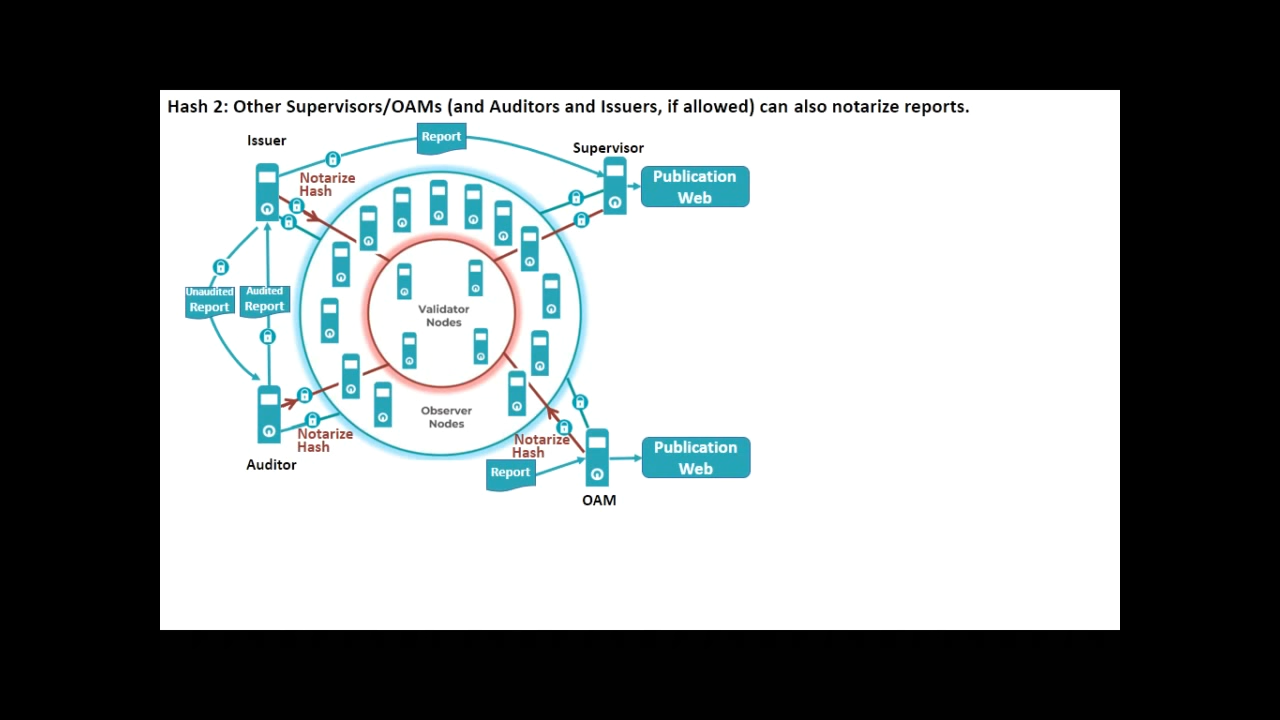 Hash 2: Other Supervisors/OAMs (and Auditors and Issuers, if allowed) can also notarize reports.
Issuer
Report
Supervisor
Notarize
Hash
Publication
Web
Unaudited
Report
Audited
Report
Validator
Nodes
Observer
Nodes
Notarize
Hash
Auditor
Notarize
Hash
Report
Publication
Web
OAM